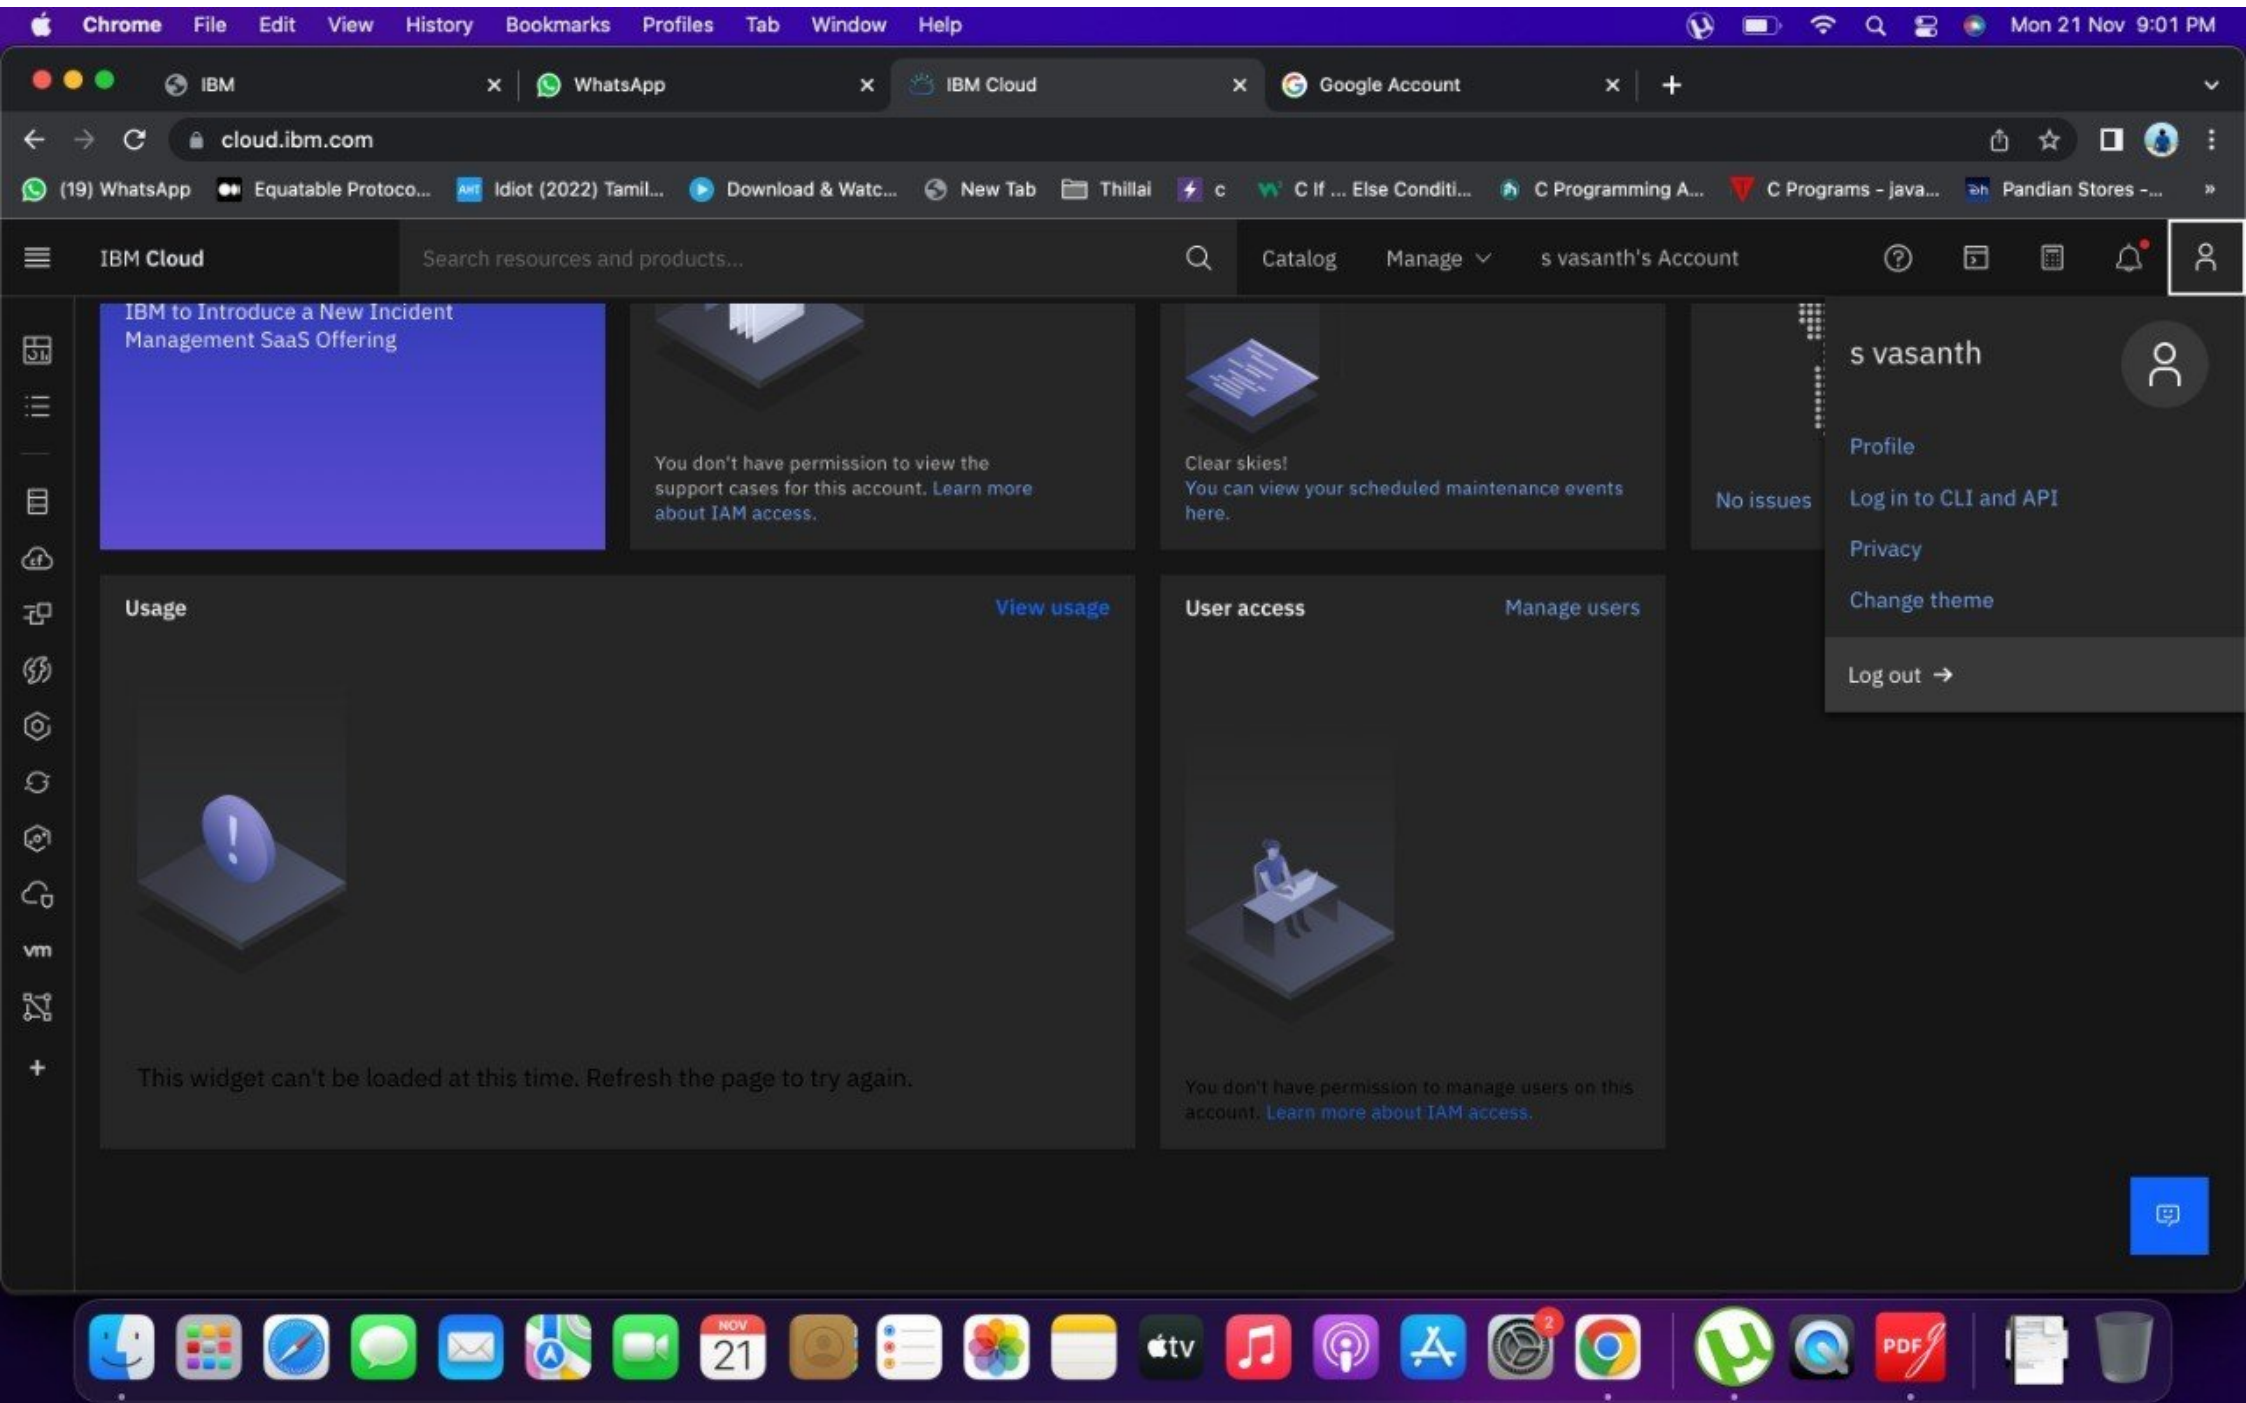 Chrome File Edit View History Bookmarks Profiles Tab Window Help Mon 21 Nov 9:01 PM
IBM WhatsApp IBM Cloud Google Account
cloud.ibm.com
(19) WhatsApp Equatable Protoco... AHT Idiot (2022) Tamil... Download & Watc... New Tab Thillai c C If ... Else Conditi... C Programming A... C Programs – java... Pandian Stores -... »
IBM Cloud Search resources and products... Catalog Manage s vasanth's Account
IBM to Introduce a New Incident
Management SaaS Offering
You don't have permission to view the
support cases for this account. Learn more
about IAM access.
Clear skies!
You can view your scheduled maintenance events
here.
No issues
s vasanth
Profile
Log in to CLI and API
Privacy
Change theme
Log out →
Usage View usage
This widget can't be loaded at this time. Refresh the page to try again.
User access Manage users
You don't have permission to manage users on this
account. Learn more about IAM access.
cf
vm
NOV
21
tv
2
PDF